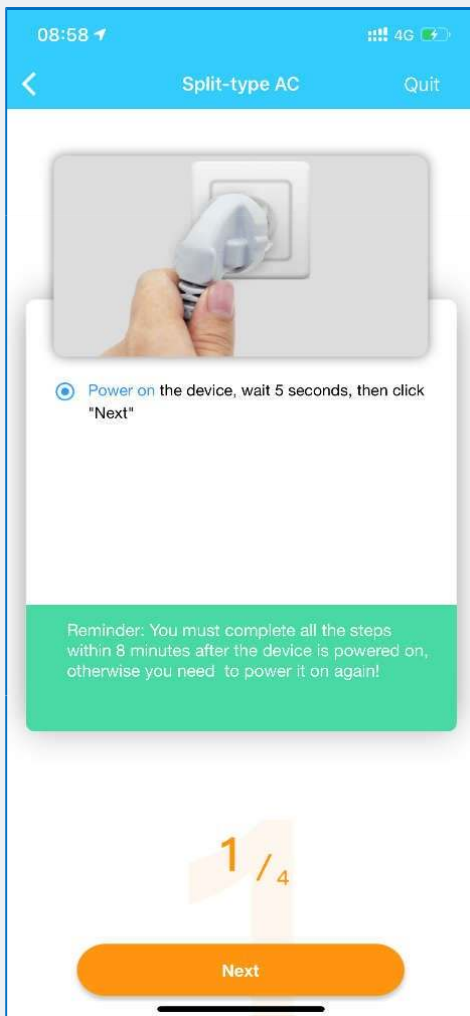 08:58
4G
Split-type AC
Quit
Power on the device, wait 5 seconds, then click
"Next"
Reminder: You must complete all the steps
within 8 minutes after the device is powered on,
otherwise you need to power it on again!
1/4
Next